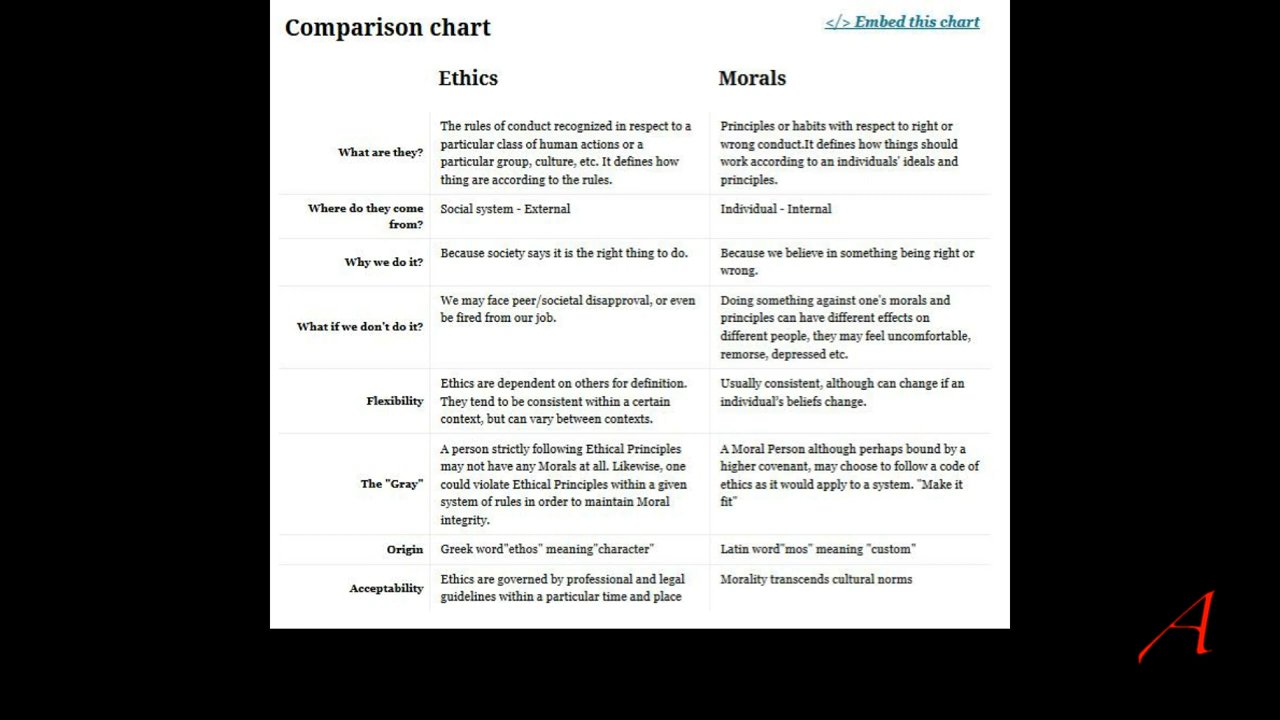 Comparison chart
</> Embed this chart
Ethics
Morals
What are they?
The rules of conduct recognized in respect to a
particular class of human actions or a
particular group, culture, etc. It defines how
thing are according to the rules.
Principles or habits with respect to right or
wrong conduct.It defines how things should
work according to an individuals' ideals and
principles.
Where do they come
from?
Social system - External
Individual - Internal
Why we do it?
Because society says it is the right thing to do.
Because we believe in something being right or
wrong.
What if we don't do it?
We may face peer/societal disapproval, or even
be fired from our job.
Doing something against one's morals and
principles can have different effects on
different people, they may feel uncomfortable,
remorse, depressed etc.
Flexibility
Ethics are dependent on others for definition.
They tend to be consistent within a certain
context, but can vary between contexts.
Usually consistent, although can change if an
individual's beliefs change.
The "Gray"
A person strictly following Ethical Principles
may not have any Morals at all. Likewise, one
could violate Ethical Principles within a given
system of rules in order to maintain Moral
integrity.
A Moral Person although perhaps bound by a
higher covenant, may choose to follow a code of
ethics as it would apply to a system. "Make it
fit"
Origin
Greek word"ethos" meaning"character"
Latin word"mos" meaning "custom"
Acceptability
Ethics are governed by professional and legal
guidelines within a particular time and place
Morality transcends cultural norms
A